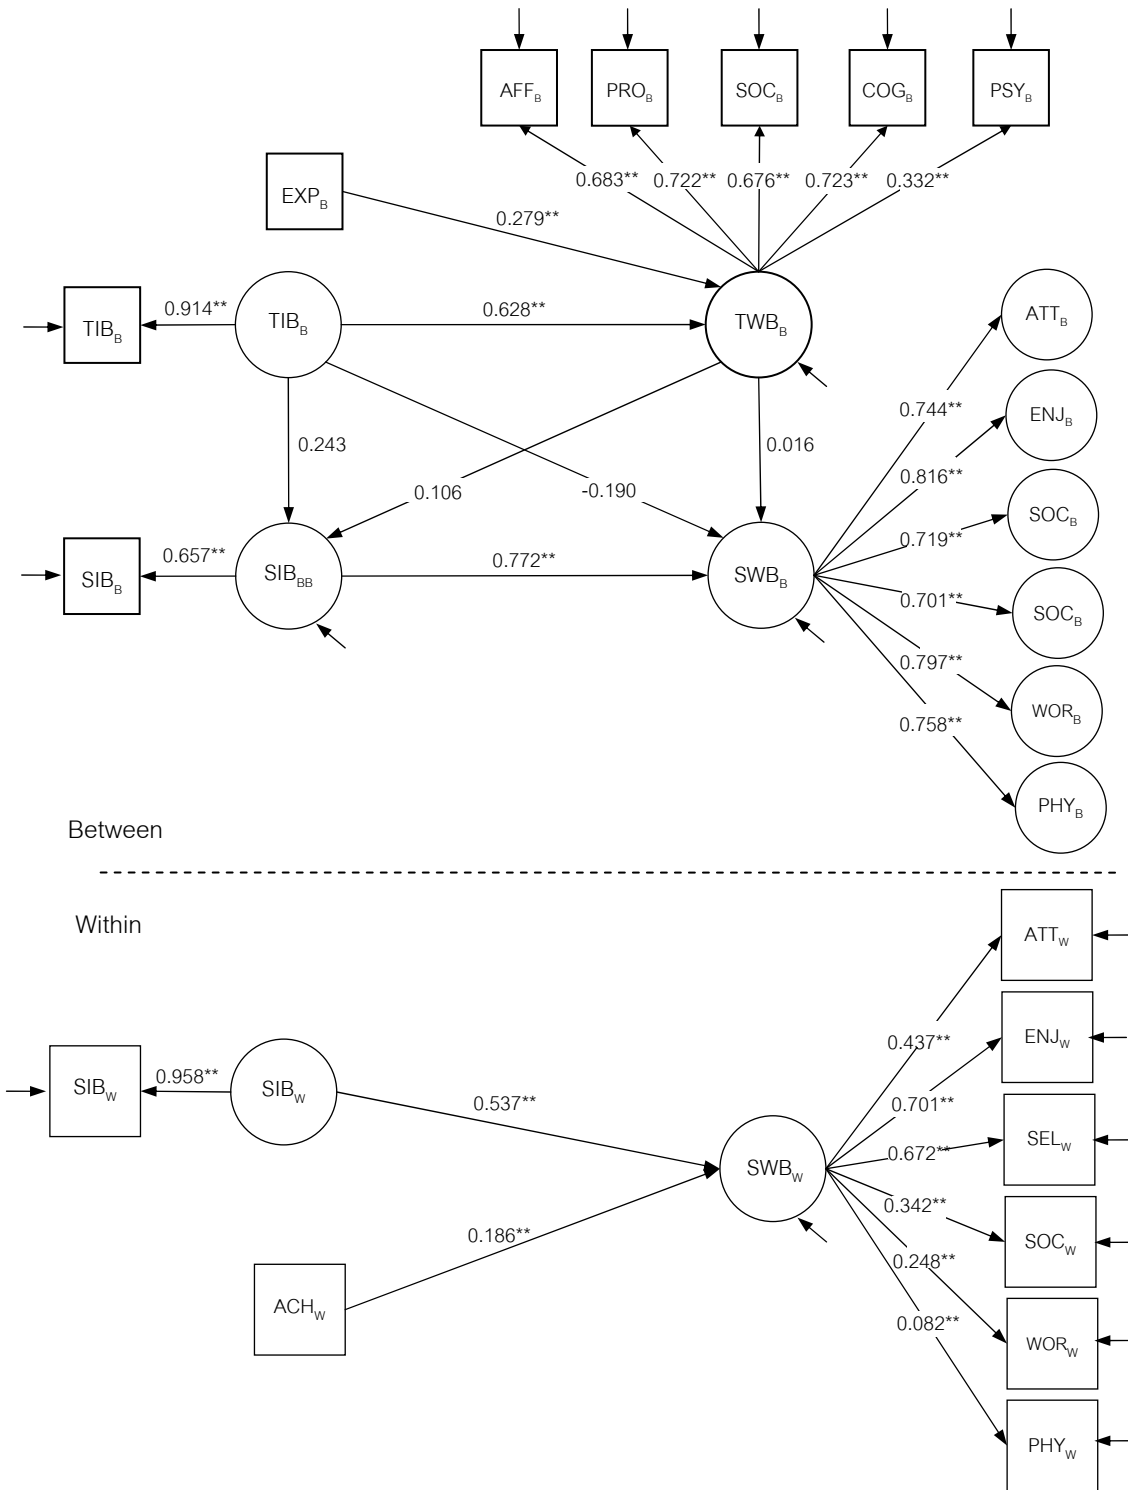 AFF_B PRO_B SOC_B COG_B PSY_B
0.683** 0.722** 0.676** 0.723** 0.332**
EXP_B
0.279**
TIB_B
0.914**
TIB_B
0.628**
TWB_B
ATT_B
0.744**
ENJ_B
0.243
0.016
0.816**
0.106
-0.190
SOC_B
0.719**
SIB_B
0.657**
SIB_BB
0.772**
SWB_B
0.701**
SOC_B
0.797**
WOR_B
0.758**
PHY_B
Between
Within
ATT_W
0.437**
ENJ_W
SIB_W
0.958**
SIB_W
0.537**
0.701**
SEL_W
0.672**
SWB_W
0.342**
SOC_W
0.186**
0.248**
ACH_W
0.082**
WOR_W
PHY_W